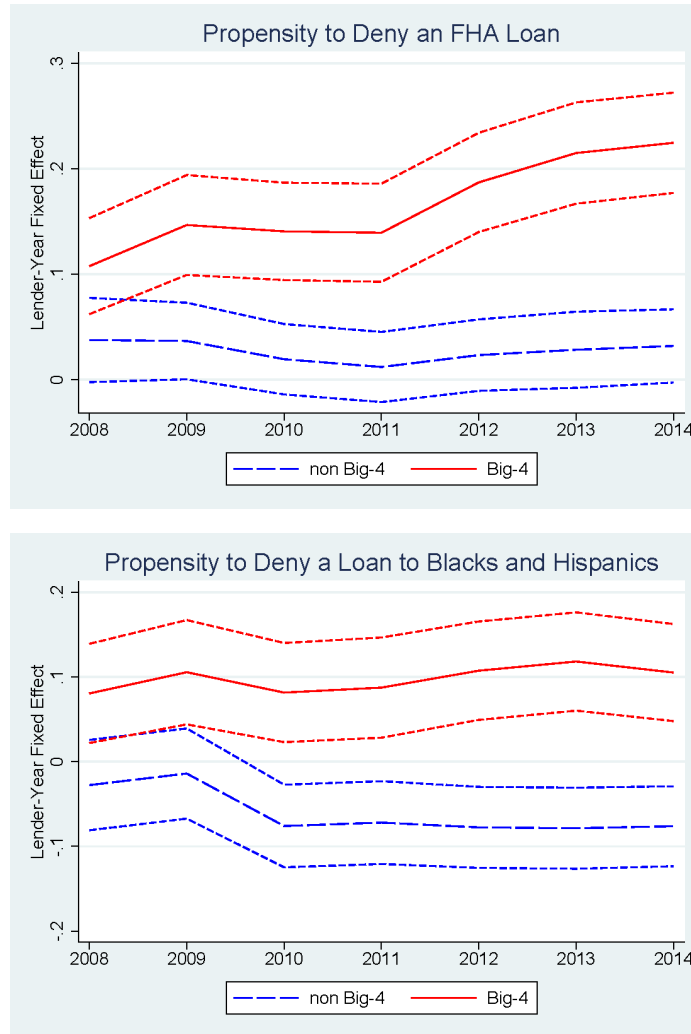 Propensity to Deny an FHA Loan
Lender-Year Fixed Effect
.3
.2
.1
0
2008 2009 2010 2011 2012 2013 2014
non Big-4 Big-4
Propensity to Deny a Loan to Blacks and Hispanics
Lender-Year Fixed Effect
.2
.1
0
-.1
-.2
2008 2009 2010 2011 2012 2013 2014
non Big-4 Big-4